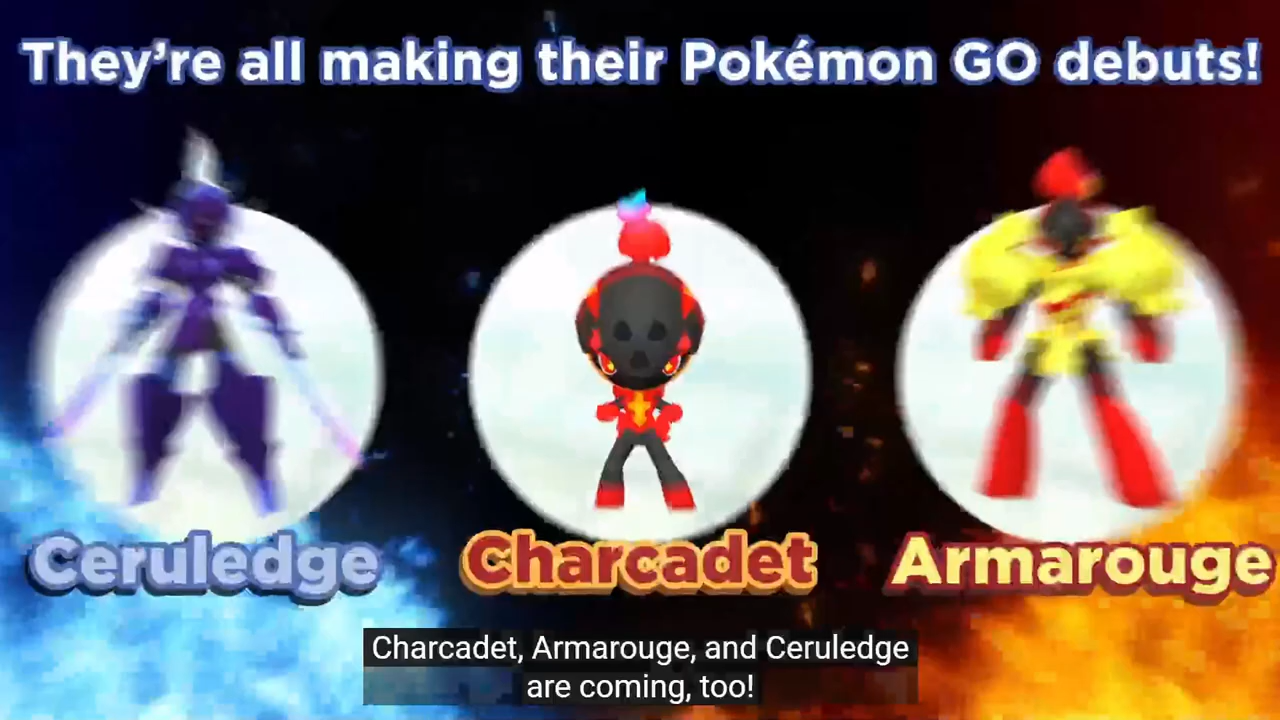 They're all making their Pokémon GO debuts!
Ceruledge
Charcadet
Armarouge
Charcadet, Armarouge, and Ceruledge
are coming, too!